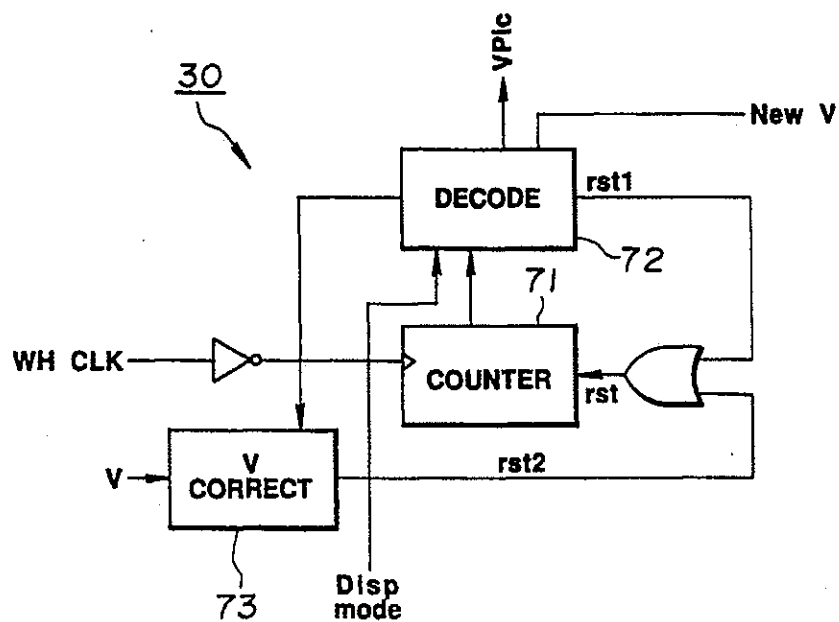 30
VPic
New V
DECODE
rst1
72
71
WH CLK
COUNTER
rst
V
V
CORRECT
rst2
73
Disp
mode